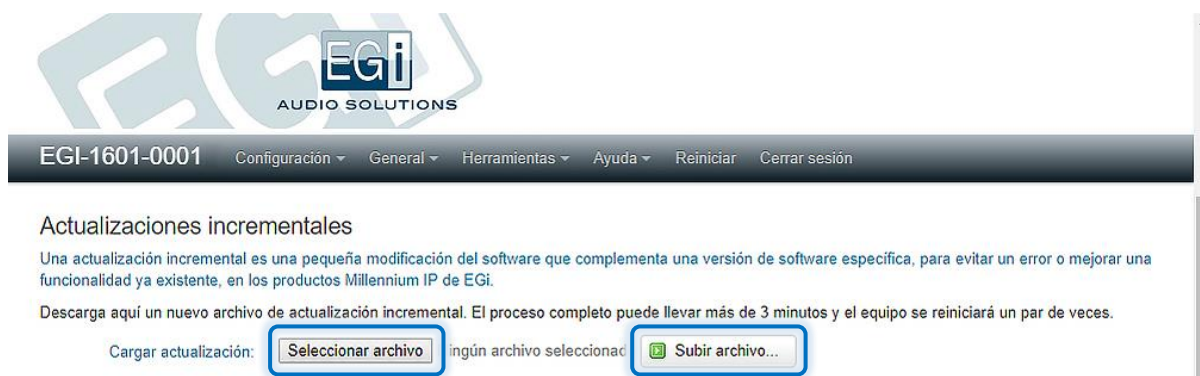 EGi
AUDIO SOLUTIONS
EGI-1601-0001 Configuración General Herramientas Ayuda Reiniciar Cerrar sesión
Actualizaciones incrementales
Una actualización incremental es una pequeña modificación del software que complementa una versión de software específica, para evitar un error o mejorar una
funcionalidad ya existente, en los productos Millennium IP de EGi.
Descarga aquí un nuevo archivo de actualización incremental. El proceso completo puede llevar más de 3 minutos y el equipo se reiniciará un par de veces.
Cargar actualización: Seleccionar archivo ingún archivo seleccionad Subir archivo...